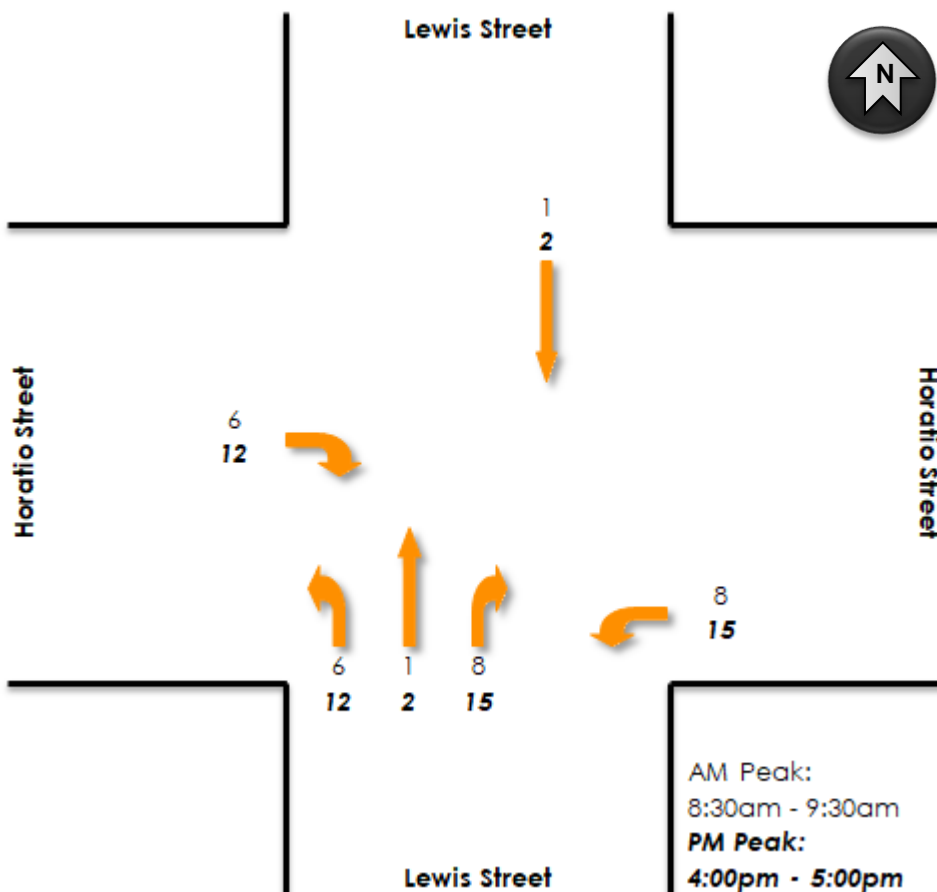 Lewis Street
N
1
2
Horatio Street
Horatio Street
6
12
8
15
6 1 8
12 2 15
AM Peak:
8:30am - 9:30am
PM Peak:
4:00pm - 5:00pm
Lewis Street